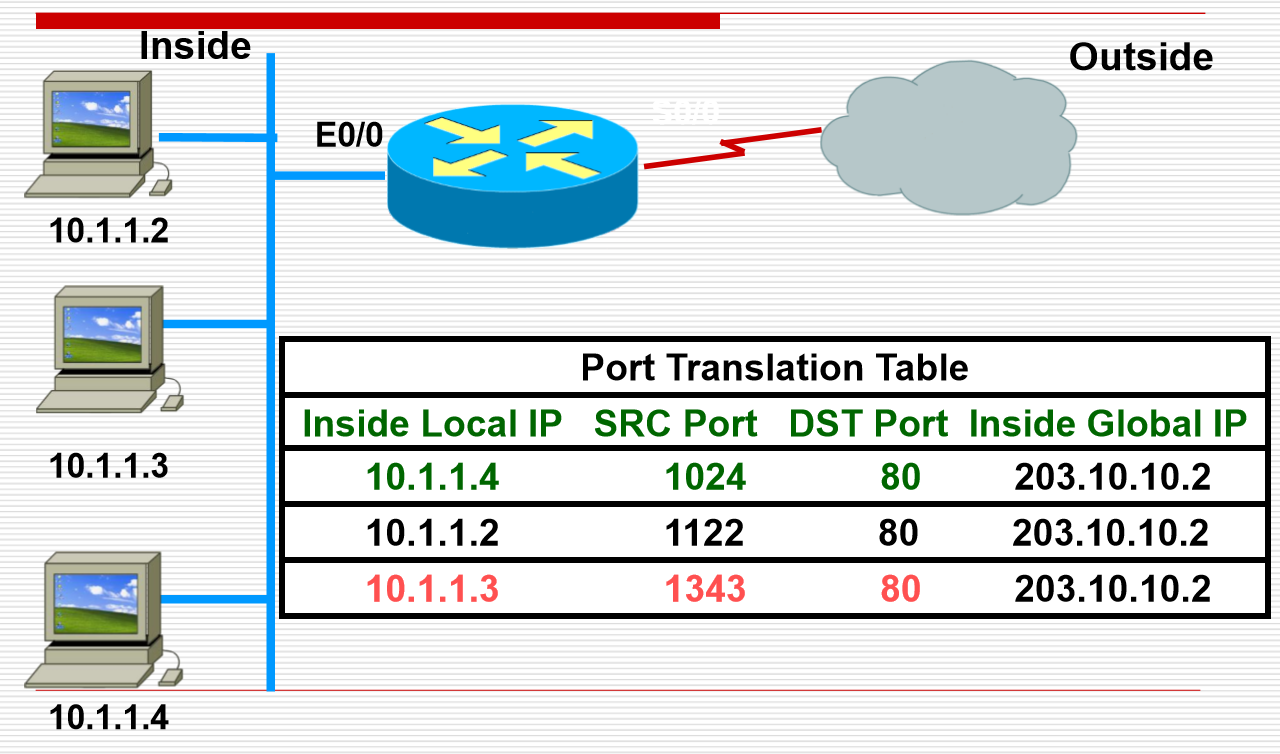 Inside
Outside
E0/0
S0/0
10.1.1.2
10.1.1.3
Port Translation Table
Inside Local IP SRC Port DST Port Inside Global IP
10.1.1.4 1024 80 203.10.10.2
10.1.1.2 1122 80 203.10.10.2
10.1.1.3 1343 80 203.10.10.2
10.1.1.4